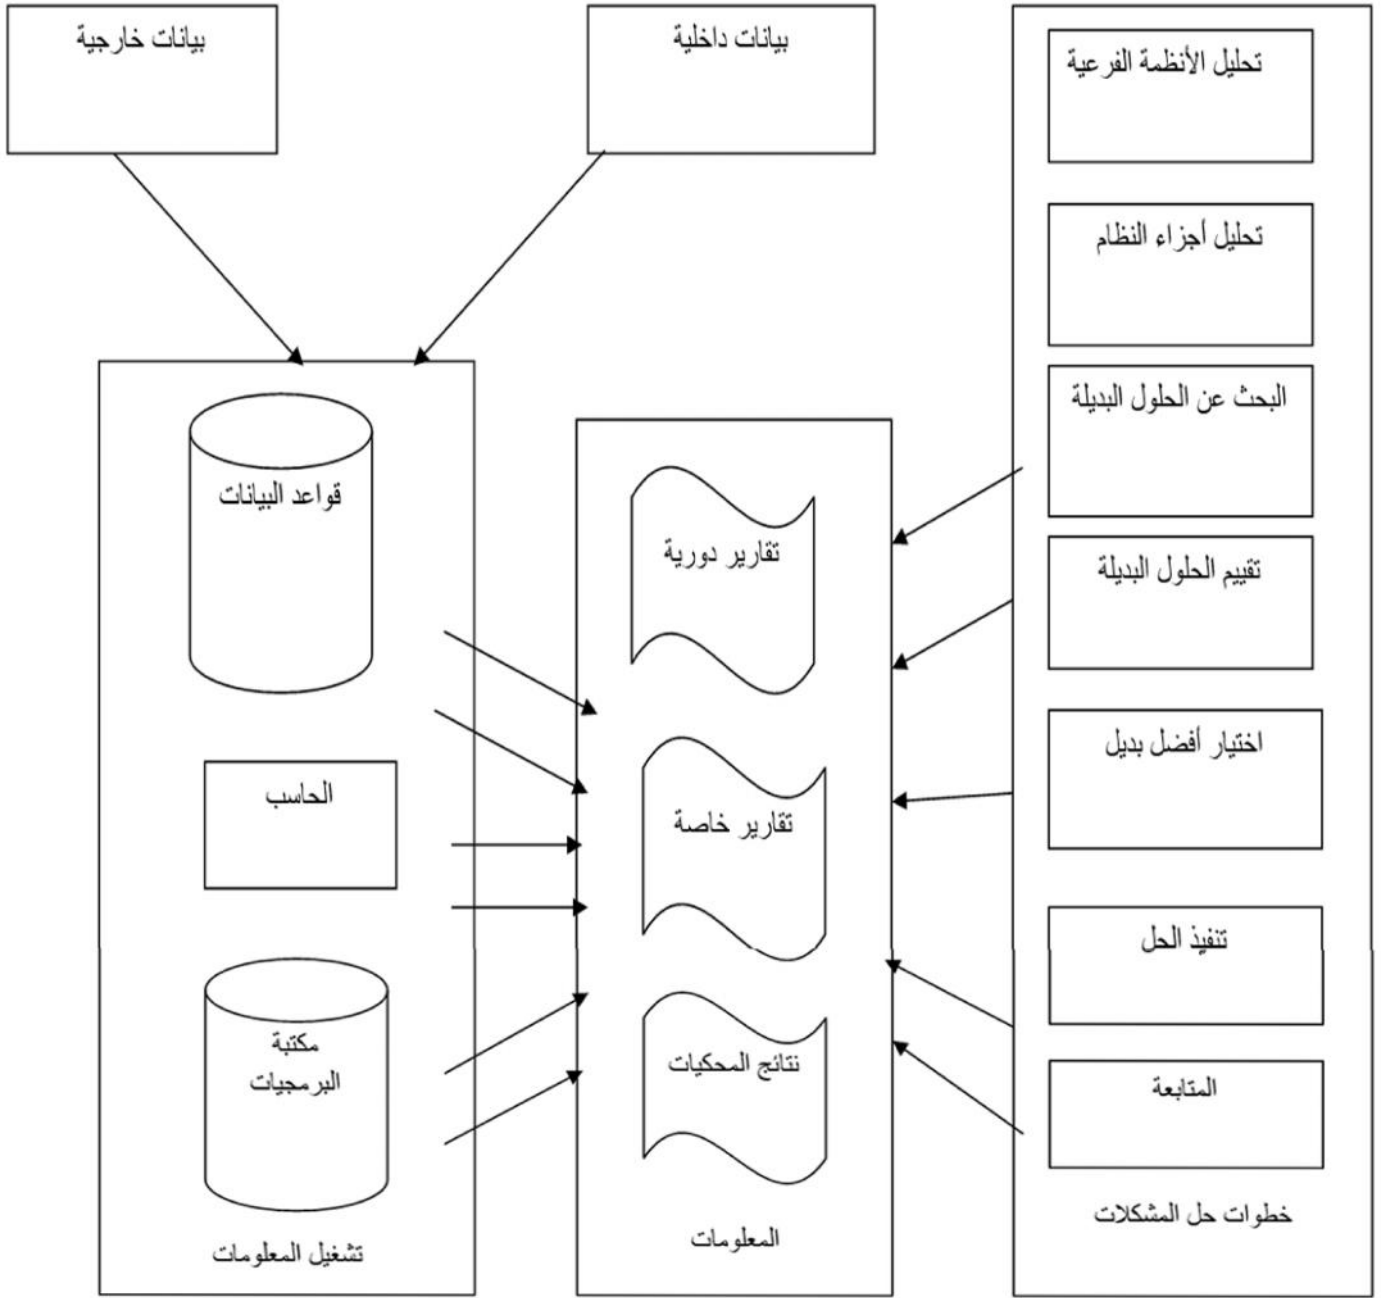 بيانات داخلية
بيانات خارجية
تحليل الأنظمة الفرعية
تحليل أجزاء النظام
البحث عن الحلول البديلة
تقييم الحلول البديلة
اختيار أفضل بديل
تنفيذ الحل
المتابعة
خطوات حل المشكلات
تقارير دورية
تقارير خاصة
نتائج المحكيات
المعلومات
قواعد البيانات
الحاسب
مكتبة
البرمجيات
تشغيل المعلومات